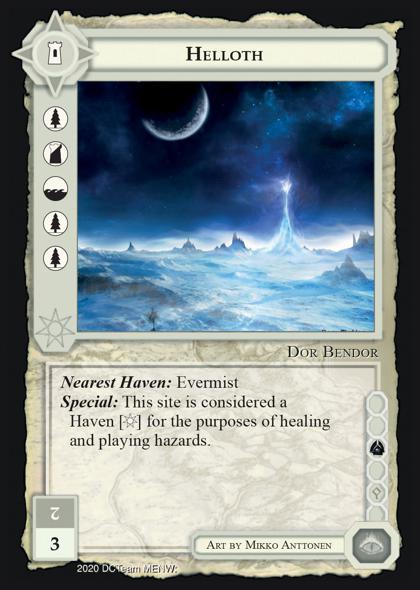 Helloth
Dor Bendor
Nearest Haven: Evermist
Special: This site is considered a
Haven [] for the purposes of healing
and playing hazards.
2
3
Art by Mikko Anttonen
2020 DCTeam MENW: